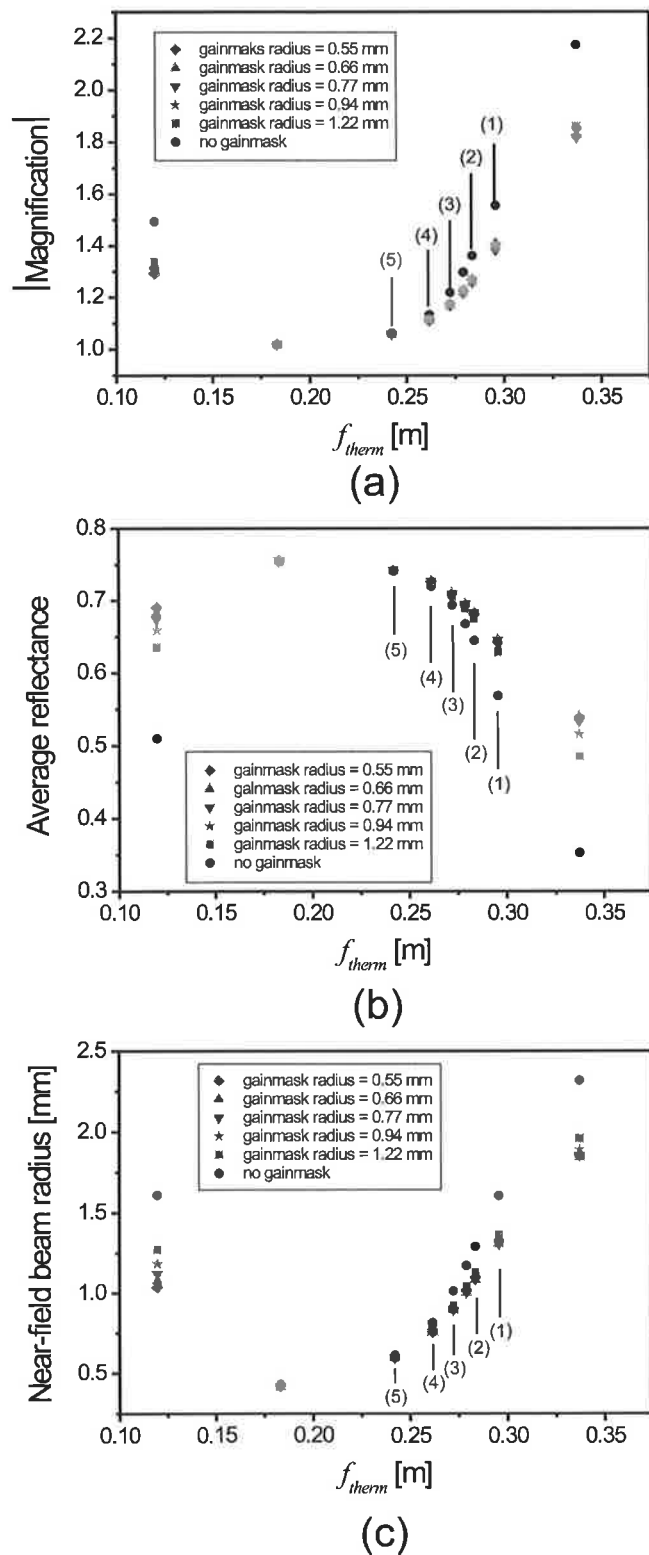 2.2
2.0
1.8
1.6
1.4
1.2
1.0
|Magnification|
gainmaks radius = 0.55 mm
gainmask radius = 0.66 mm
gainmask radius = 0.77 mm
gainmask radius = 0.94 mm
gainmask radius = 1.22 mm
no gainmask
(1)
(2)
(3)
(4)
(5)
0.10 0.15 0.20 0.25 0.30 0.35
f_therm [m]
(a)
0.8
0.7
0.6
0.5
0.4
0.3
Average reflectance
(5)
(4)
(3)
(2)
(1)
gainmask radius = 0.55 mm
gainmask radius = 0.66 mm
gainmask radius = 0.77 mm
gainmask radius = 0.94 mm
gainmask radius = 1.22 mm
no gainmask
0.10 0.15 0.20 0.25 0.30 0.35
f_therm [m]
(b)
2.5
2.0
1.5
1.0
0.5
Near-field beam radius [mm]
gainmask radius = 0.55 mm
gainmask radius = 0.66 mm
gainmask radius = 0.77 mm
gainmask radius = 0.94 mm
gainmask radius = 1.22 mm
no gainmask
(1)
(2)
(3)
(4)
(5)
0.10 0.15 0.20 0.25 0.30 0.35
f_therm [m]
(c)